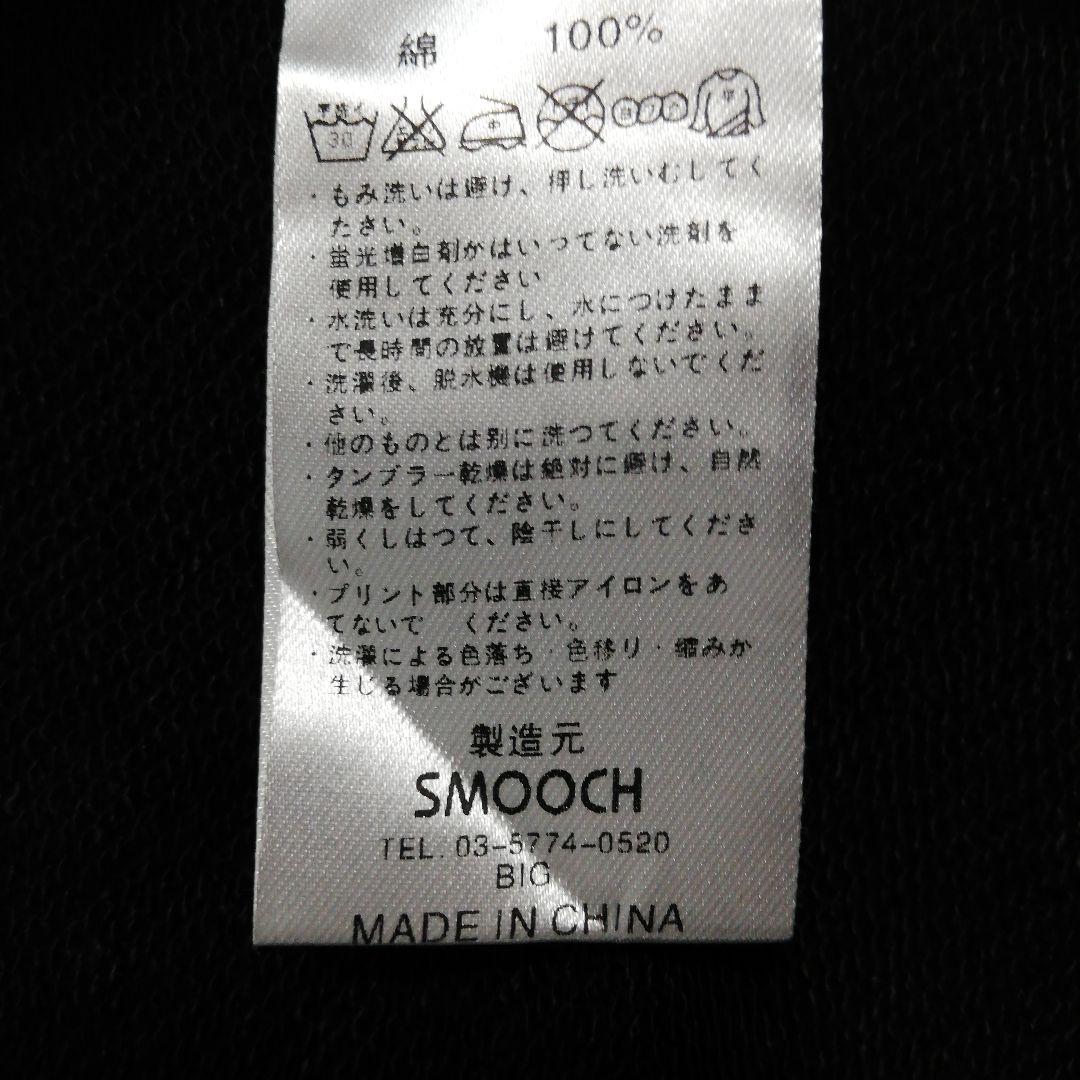 綿 100%
手洗イ
30
・もみ洗いは避け、押し洗いむしてく
たさい。
・蛍光増白剤かはいつてない洗剤を
使用してください
・水洗いは充分にし、水につけたまま
で長時間の放置は避けてください。
・洗濯後、脱水機は使用しないでくだ
さい。
・他のものとは別に洗つてください。
・タンブラー乾燥は絶対に避け、自然
乾燥をしてください。
・弱くしはつて、陰干しにしてくださ
い。
・プリント部分は直接アイロンをあ
てないで ください。
・洗濯による色落ち・色移り・縮みか
生じる場合がございます
製造元
SMOOCH
TEL. 03-5774-0520
BIG
MADE IN CHINA